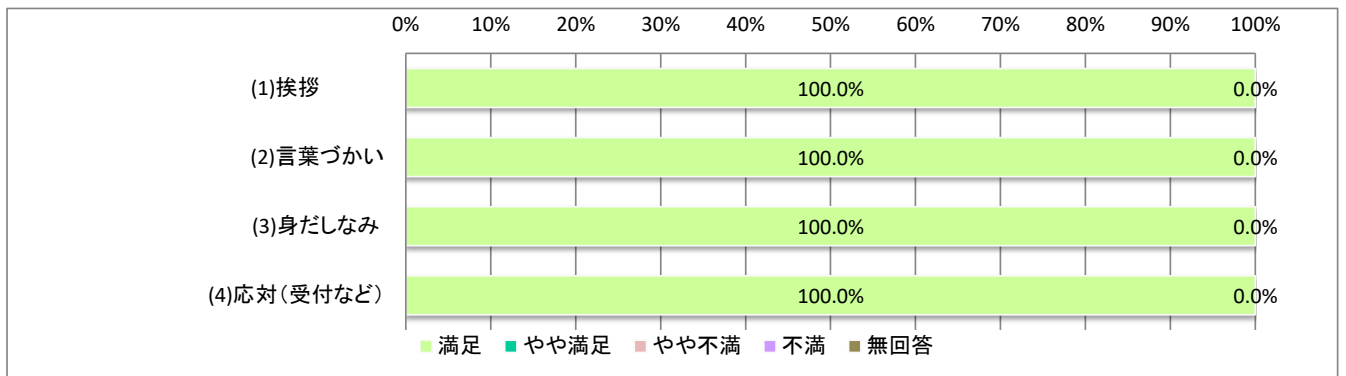 0% 10% 20% 30% 40% 50% 60% 70% 80% 90% 100%
(1)挨拶 100.0% 0.0%
(2)言葉づかい 100.0% 0.0%
(3)身だしなみ 100.0% 0.0%
(4)応対(受付など) 100.0% 0.0%
満足 やや満足 やや不満 不満 無回答